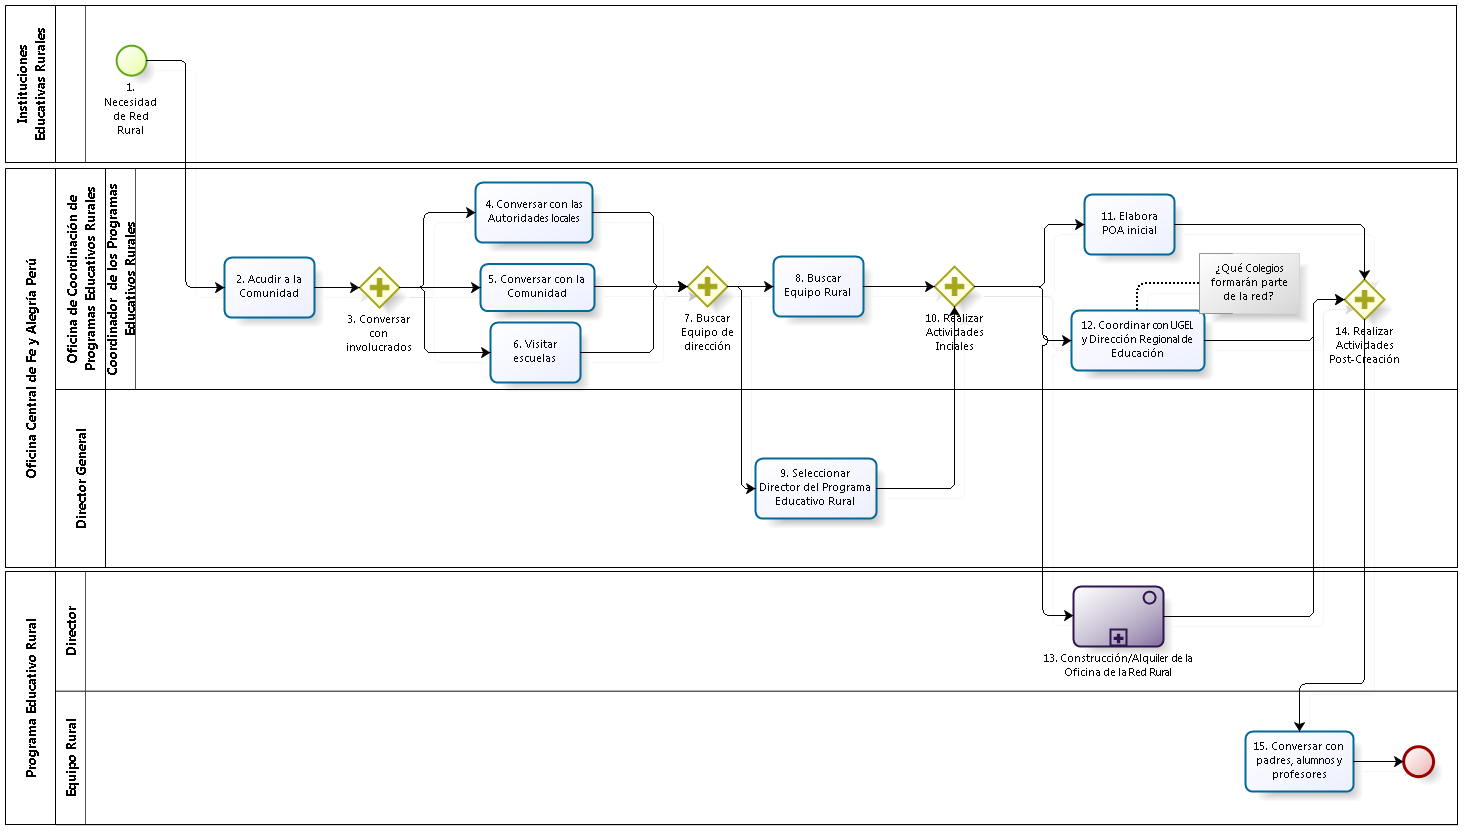 Instituciones
Educativas Rurales
1.
Necesidad
de Red
Rural
Oficina Central de Fe y Alegría Perú
Oficina de Coordinación de
Programas Educativos Rurales
Coordinador de los Programas
Educativos Rurales
2. Acudir a la
Comunidad
3. Conversar
con
involucrados
4. Conversar con las
Autoridades locales
5. Conversar con la
Comunidad
6. Visitar
escuelas
7. Buscar
Equipo de
dirección
8. Buscar
Equipo Rural
10. Realizar
Actividades
Inciales
11. Elabora
POA inicial
¿Qué Colegios
formarán parte
de la red?
12. Coordinar con UGEL
y Dirección Regional de
Educación
14. Realizar
Actividades
Post-Creación
Director General
9. Seleccionar
Director del Programa
Educativo Rural
Programa Educativo Rural
Director
13. Construcción/Alquiler de la
Oficina de la Red Rural
Equipo Rural
15. Conversar con
padres, alumnos y
profesores